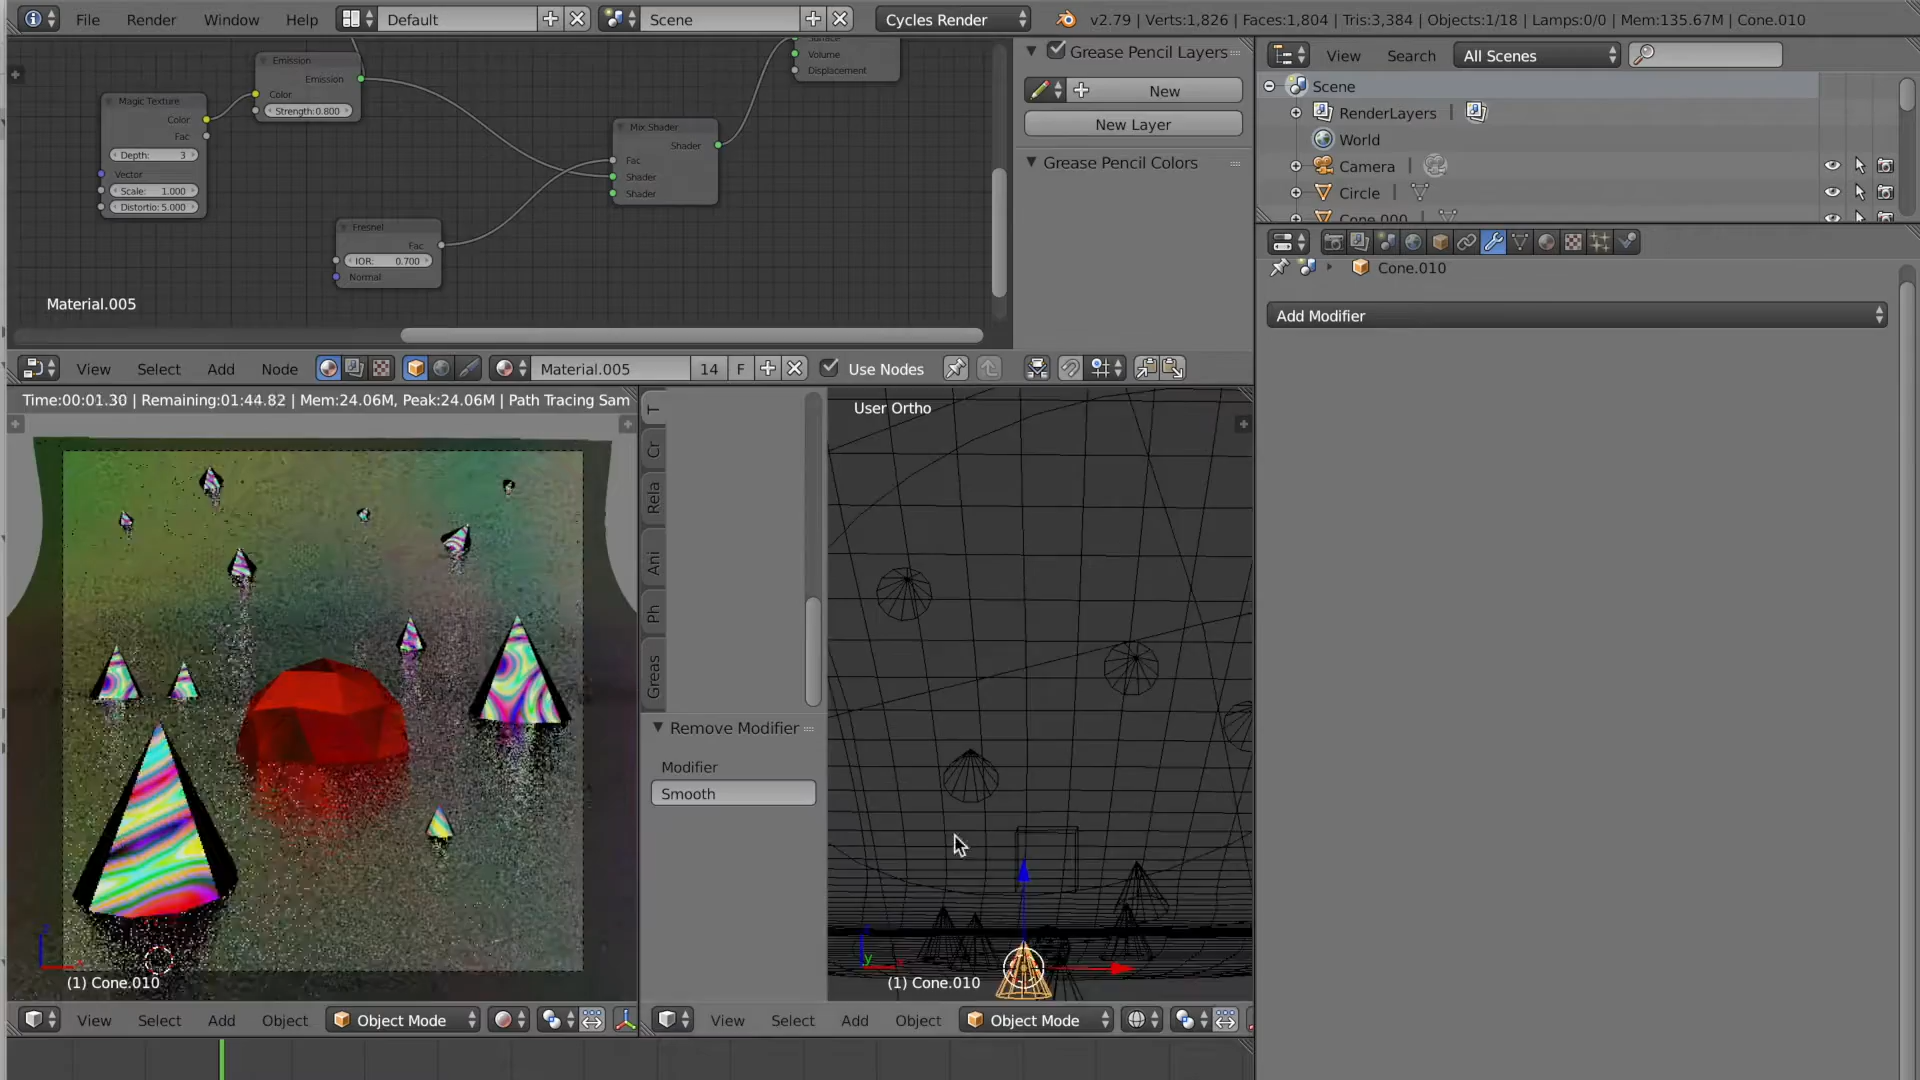 File Render Window Help Default Scene Cycles Render v2.79 | Verts:1,826 | Faces:1,804 | Tris:3,384 | Objects:1/18 | Lamps:0/0 | Mem:135.67M | Cone.010
Emission
Emission
Color
Strength:0.800
Magic Texture
Color
Fac
Depth: 3
Vector
Scale: 1.000
Distortio: 5.000
Fresnel
Fac
IOR: 0.700
Normal
Mix Shader
Shader
Fac
Shader
Shader
Surface
Volume
Displacement
Material.005
Grease Pencil Layers
New
New Layer
Grease Pencil Colors
View Search All Scenes
Scene
RenderLayers |
World
Camera |
Circle |
Cone.000
Cone.010
Add Modifier
View Select Add Node Material.005 14 F Use Nodes
Time:00:01.30 | Remaining:01:44.82 | Mem:24.06M, Peak:24.06M | Path Tracing Sam
(1) Cone.010
T
Cr
Rela
Ani
Ph
Greas
Remove Modifier
Modifier
Smooth
User Ortho
z
y
(1) Cone.010
View Select Add Object Object Mode
View Select Add Object Object Mode